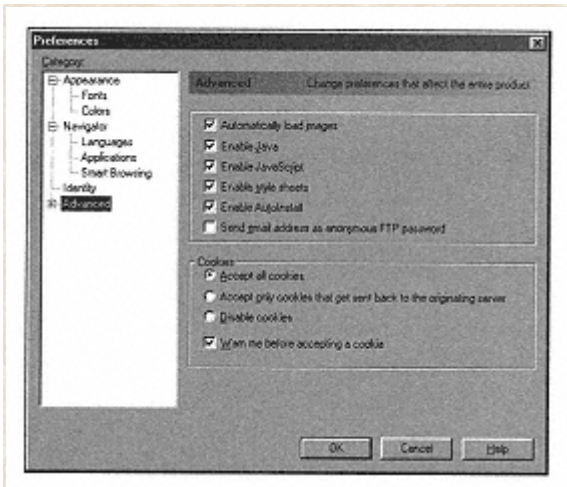 Preferences
Category:
Appearance
Fonts
Colors
Navigator
Languages
Applications
Smart Browsing
Identity
Advanced
Advanced Change preferences that affect the entire product
Automatically load images
Enable Java
Enable JavaScript
Enable style sheets
Enable AutoInstall
Send email address as anonymous FTP password
Cookies
Accept all cookies
Accept only cookies that get sent back to the originating server
Disable cookies
Warn me before accepting a cookie
OK Cancel Help